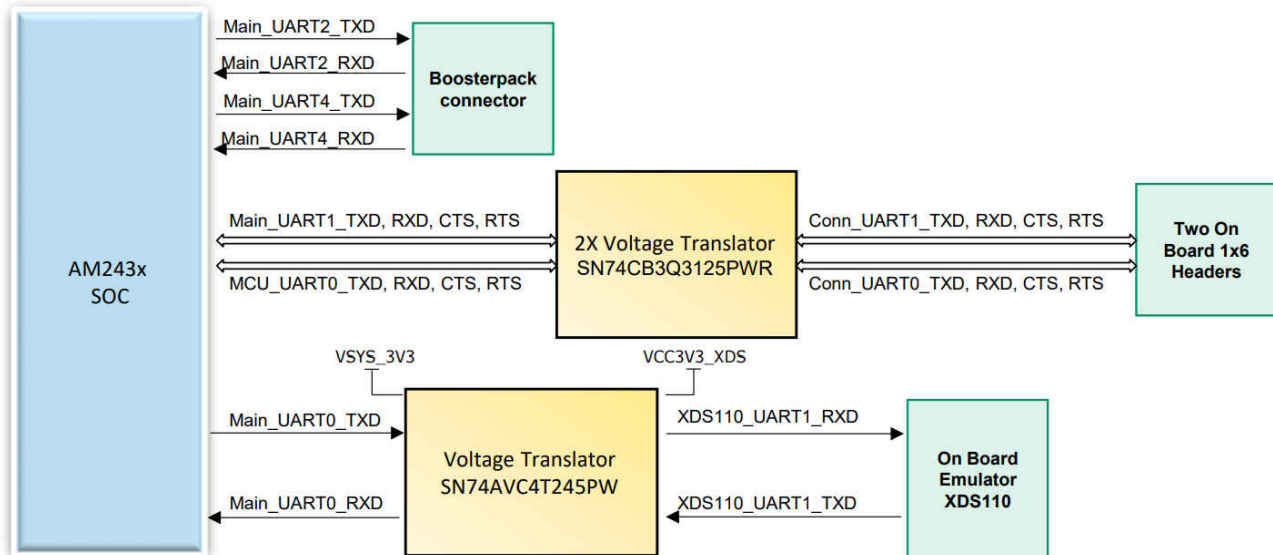 Main_UART2_TXD
Main_UART2_RXD
Main_UART4_TXD
Main_UART4_RXD
Boosterpack
connector
AM243x
SOC
Main_UART1_TXD, RXD, CTS, RTS
MCU_UART0_TXD, RXD, CTS, RTS
2X Voltage Translator
SN74CB3Q3125PWR
Conn_UART1_TXD, RXD, CTS, RTS
Conn_UART0_TXD, RXD, CTS, RTS
Two On
Board 1x6
Headers
VSYS_3V3
VCC3V3_XDS
Main_UART0_TXD
Main_UART0_RXD
Voltage Translator
SN74AVC4T245PW
XDS110_UART1_RXD
XDS110_UART1_TXD
On Board
Emulator
XDS110